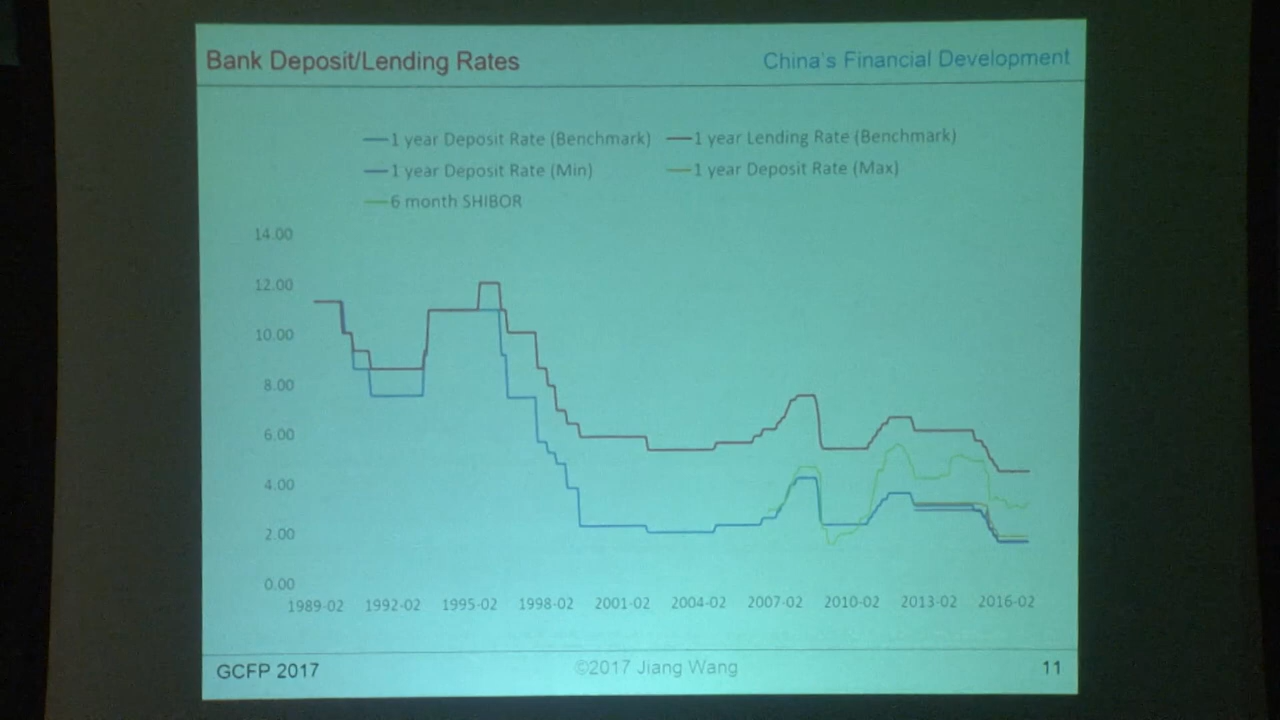 Bank Deposit/Lending Rates
China's Financial Development
1 year Deposit Rate (Benchmark)
1 year Lending Rate (Benchmark)
1 year Deposit Rate (Min)
1 year Deposit Rate (Max)
6 month SHIBOR
14.00
12.00
10.00
8.00
6.00
4.00
2.00
0.00
1989-02 1992-02 1995-02 1998-02 2001-02 2004-02 2007-02 2010-02 2013-02 2016-02
GCFP 2017
©2017 Jiang Wang
11